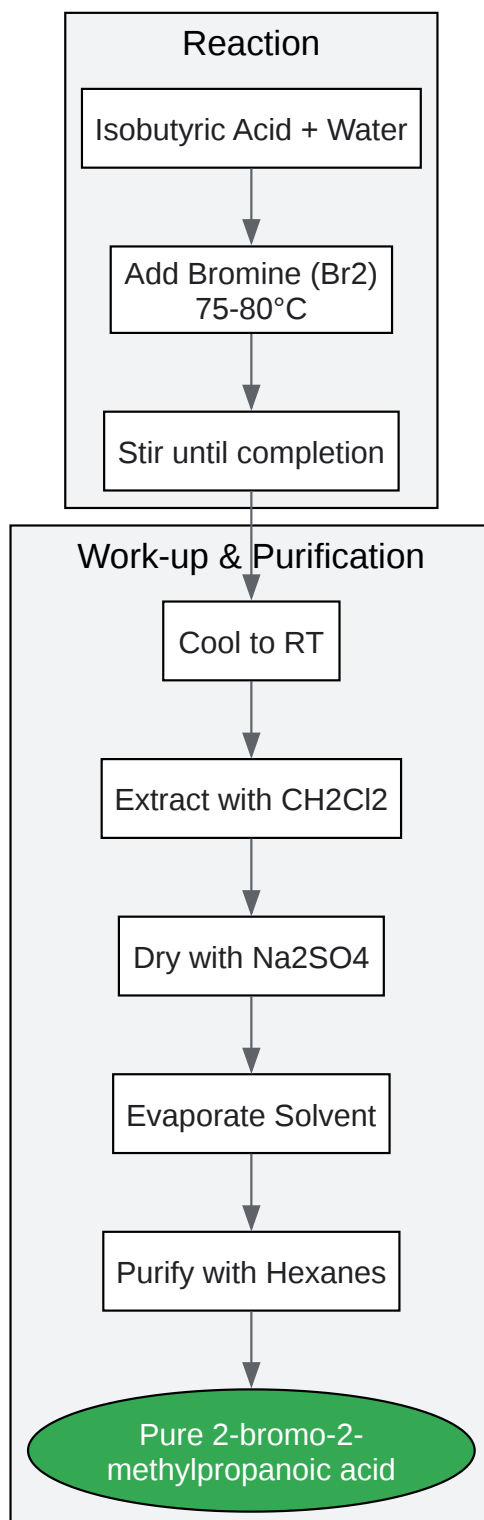 Reaction
Isobutyric Acid + Water
Add Bromine (Br2)
75-80°C
Stir until completion
Work-up & Purification
Cool to RT
Extract with CH2Cl2
Dry with Na2SO4
Evaporate Solvent
Purify with Hexanes
Pure 2-bromo-2-
methylpropanoic acid